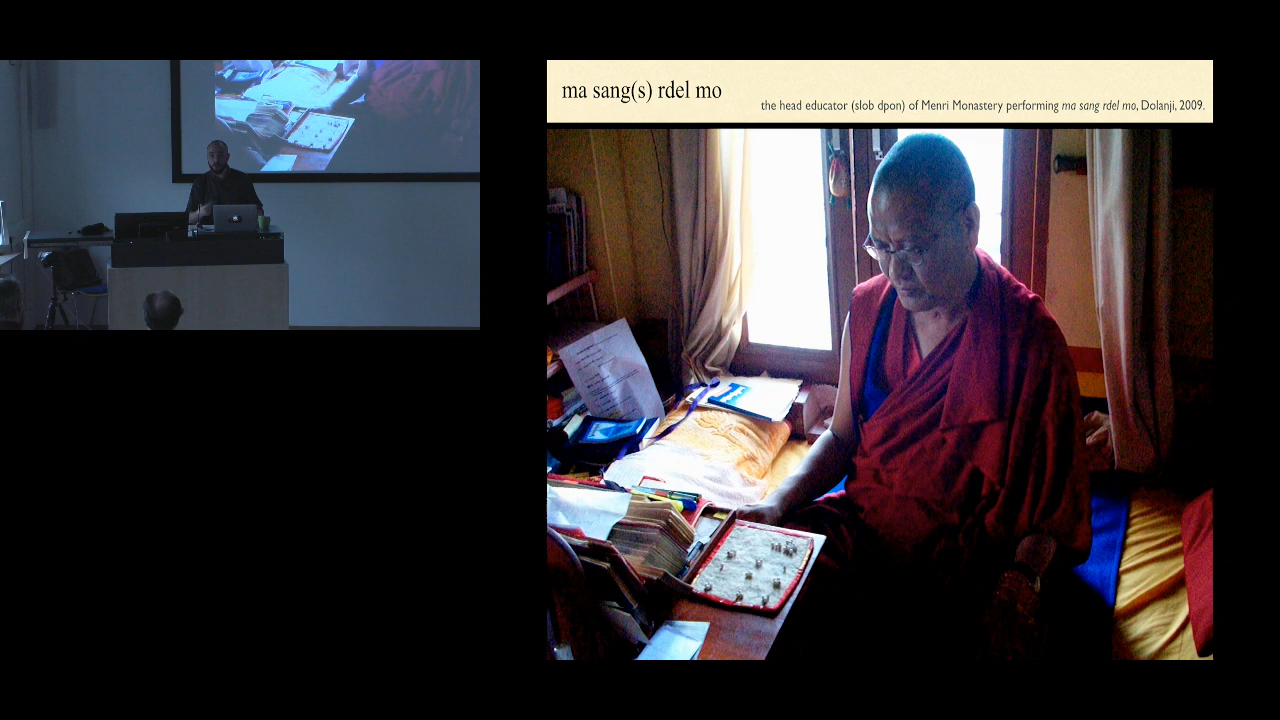 ma sang(s) rdel mo
the head educator (slob dpon) of Menri Monastery performing ma sang rdel mo, Dolanji, 2009.